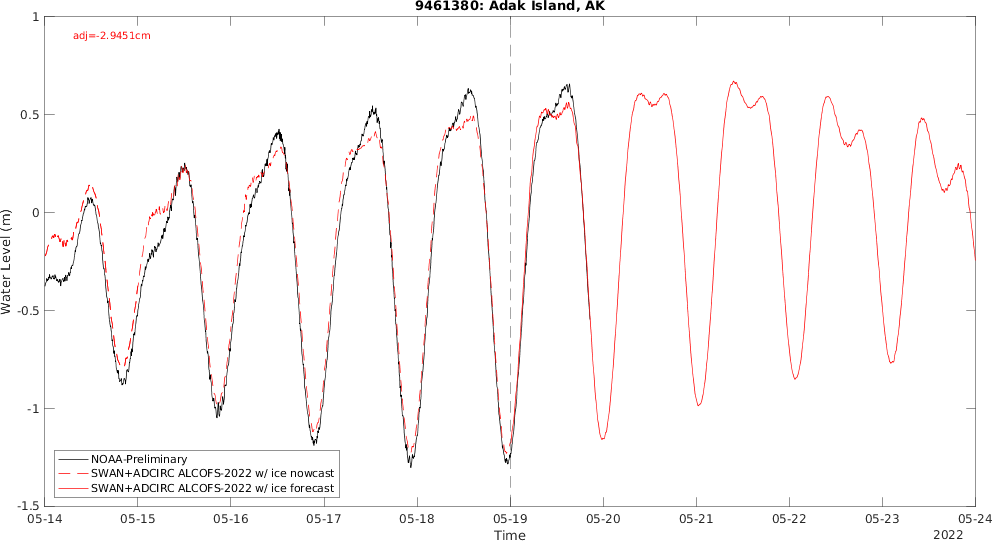 9461380: Adak Island, AK
adj=-2.9451cm
1
0.5
0
-0.5
-1
-1.5
Water Level (m)
NOAA-Preliminary
SWAN+ADCIRC ALCOFS-2022 w/ ice nowcast
SWAN+ADCIRC ALCOFS-2022 w/ ice forecast
05-14 05-15 05-16 05-17 05-18 05-19 05-20 05-21 05-22 05-23 05-24
Time
2022